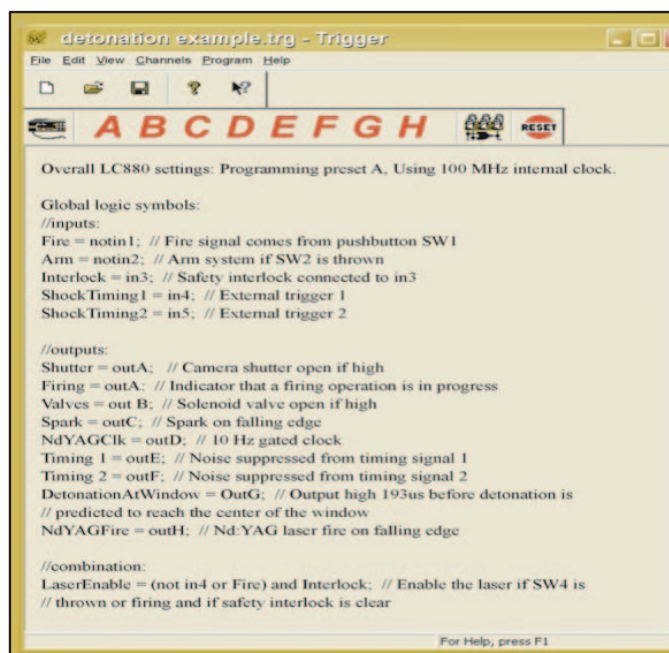 detonation example.trg - Trigger
File Edit View Channels Program Help
A B C D E F G H RESET
Overall LC880 settings: Programming preset A, Using 100 MHz internal clock.
Global logic symbols:
//inputs:
Fire = notin1; // Fire signal comes from pushbutton SW1
Arm = notin2; // Arm system if SW2 is thrown
Interlock = in3; // Safety interlock connected to in3
ShockTiming1 = in4; // External trigger 1
ShockTiming2 = in5; // External trigger 2
//outputs:
Shutter = outA; // Camera shutter open if high
Firing = outA; // Indicator that a firing operation is in progress
Valves = out B; // Solenoid valve open if high
Spark = outC; // Spark on falling edge
NdYAGClk = outD; // 10 Hz gated clock
Timing 1 = outE; // Noise suppressed from timing signal 1
Timing 2 = outF; // Noise suppressed from timing signal 2
DetonationAtWindow = OutG; // Output high 193us before detonation is
// predicted to reach the center of the window
NdYAGFire = outH; // Nd:YAG laser fire on falling edge
//combination:
LaserEnable = (not in4 or Fire) and Interlock; // Enable the laser if SW4 is
// thrown or firing and if safety interlock is clear
For Help, press F1